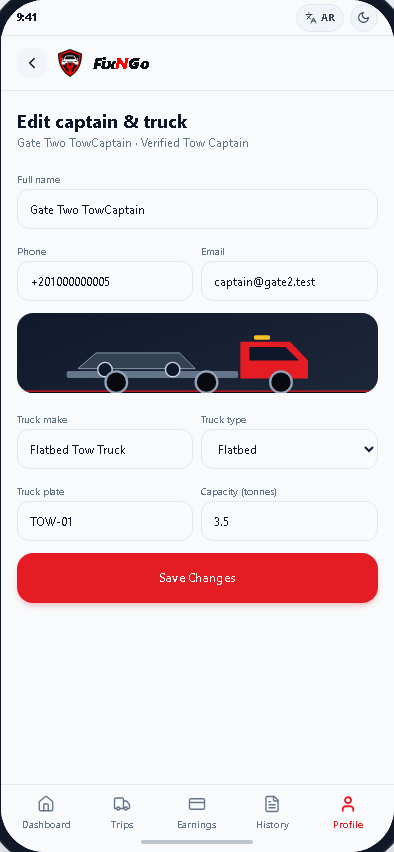 9:41
AR
FixNGo
Edit captain & truck
Gate Two TowCaptain · Verified Tow Captain
Full name
Gate Two TowCaptain
Phone
Email
+201000000005
captain@gate2.test
Truck make
Truck type
Flatbed Tow Truck
Flatbed
Truck plate
Capacity (tonnes)
TOW-01
3.5
Save Changes
Dashboard
Trips
Earnings
History
Profile